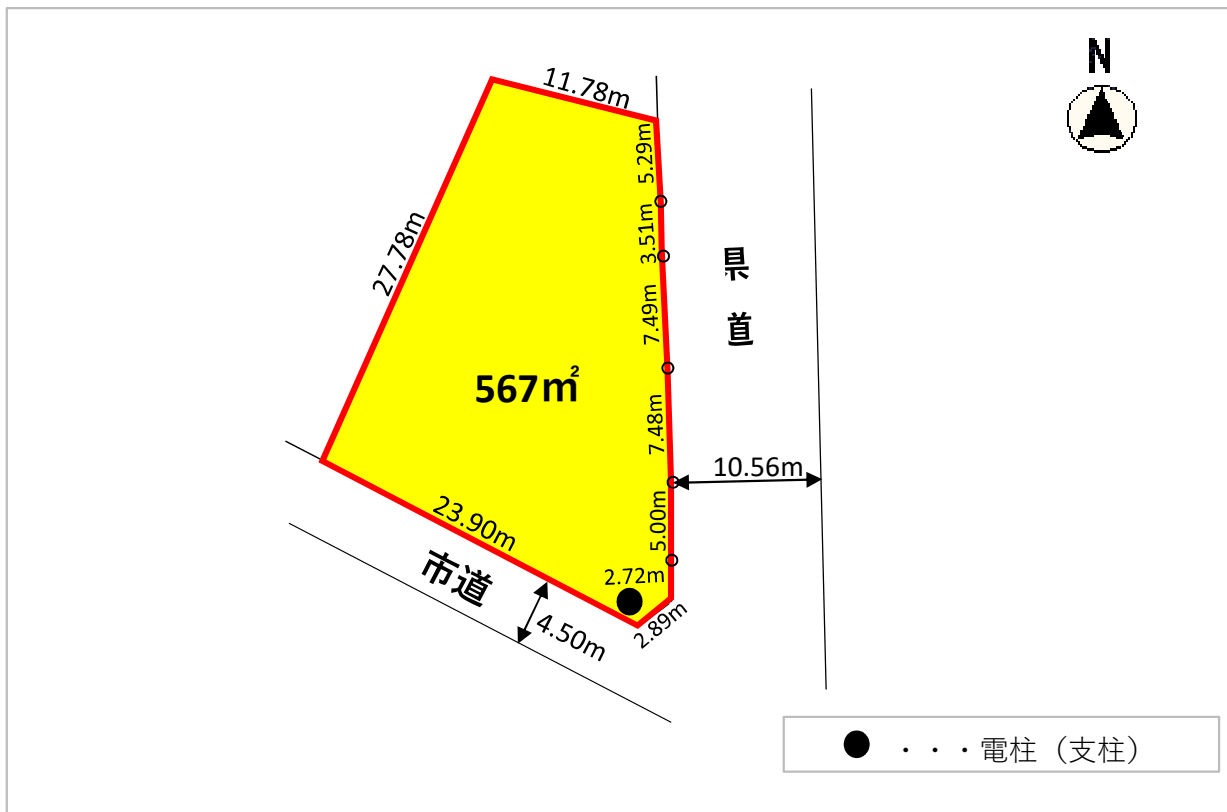 N
11.78m
5.29m
3.51m
27.78m
県道
7.49m
567㎡
7.48m
10.56m
23.90m
5.00m
市道
2.72m
4.50m
2.89m
●・・・電柱（支柱）